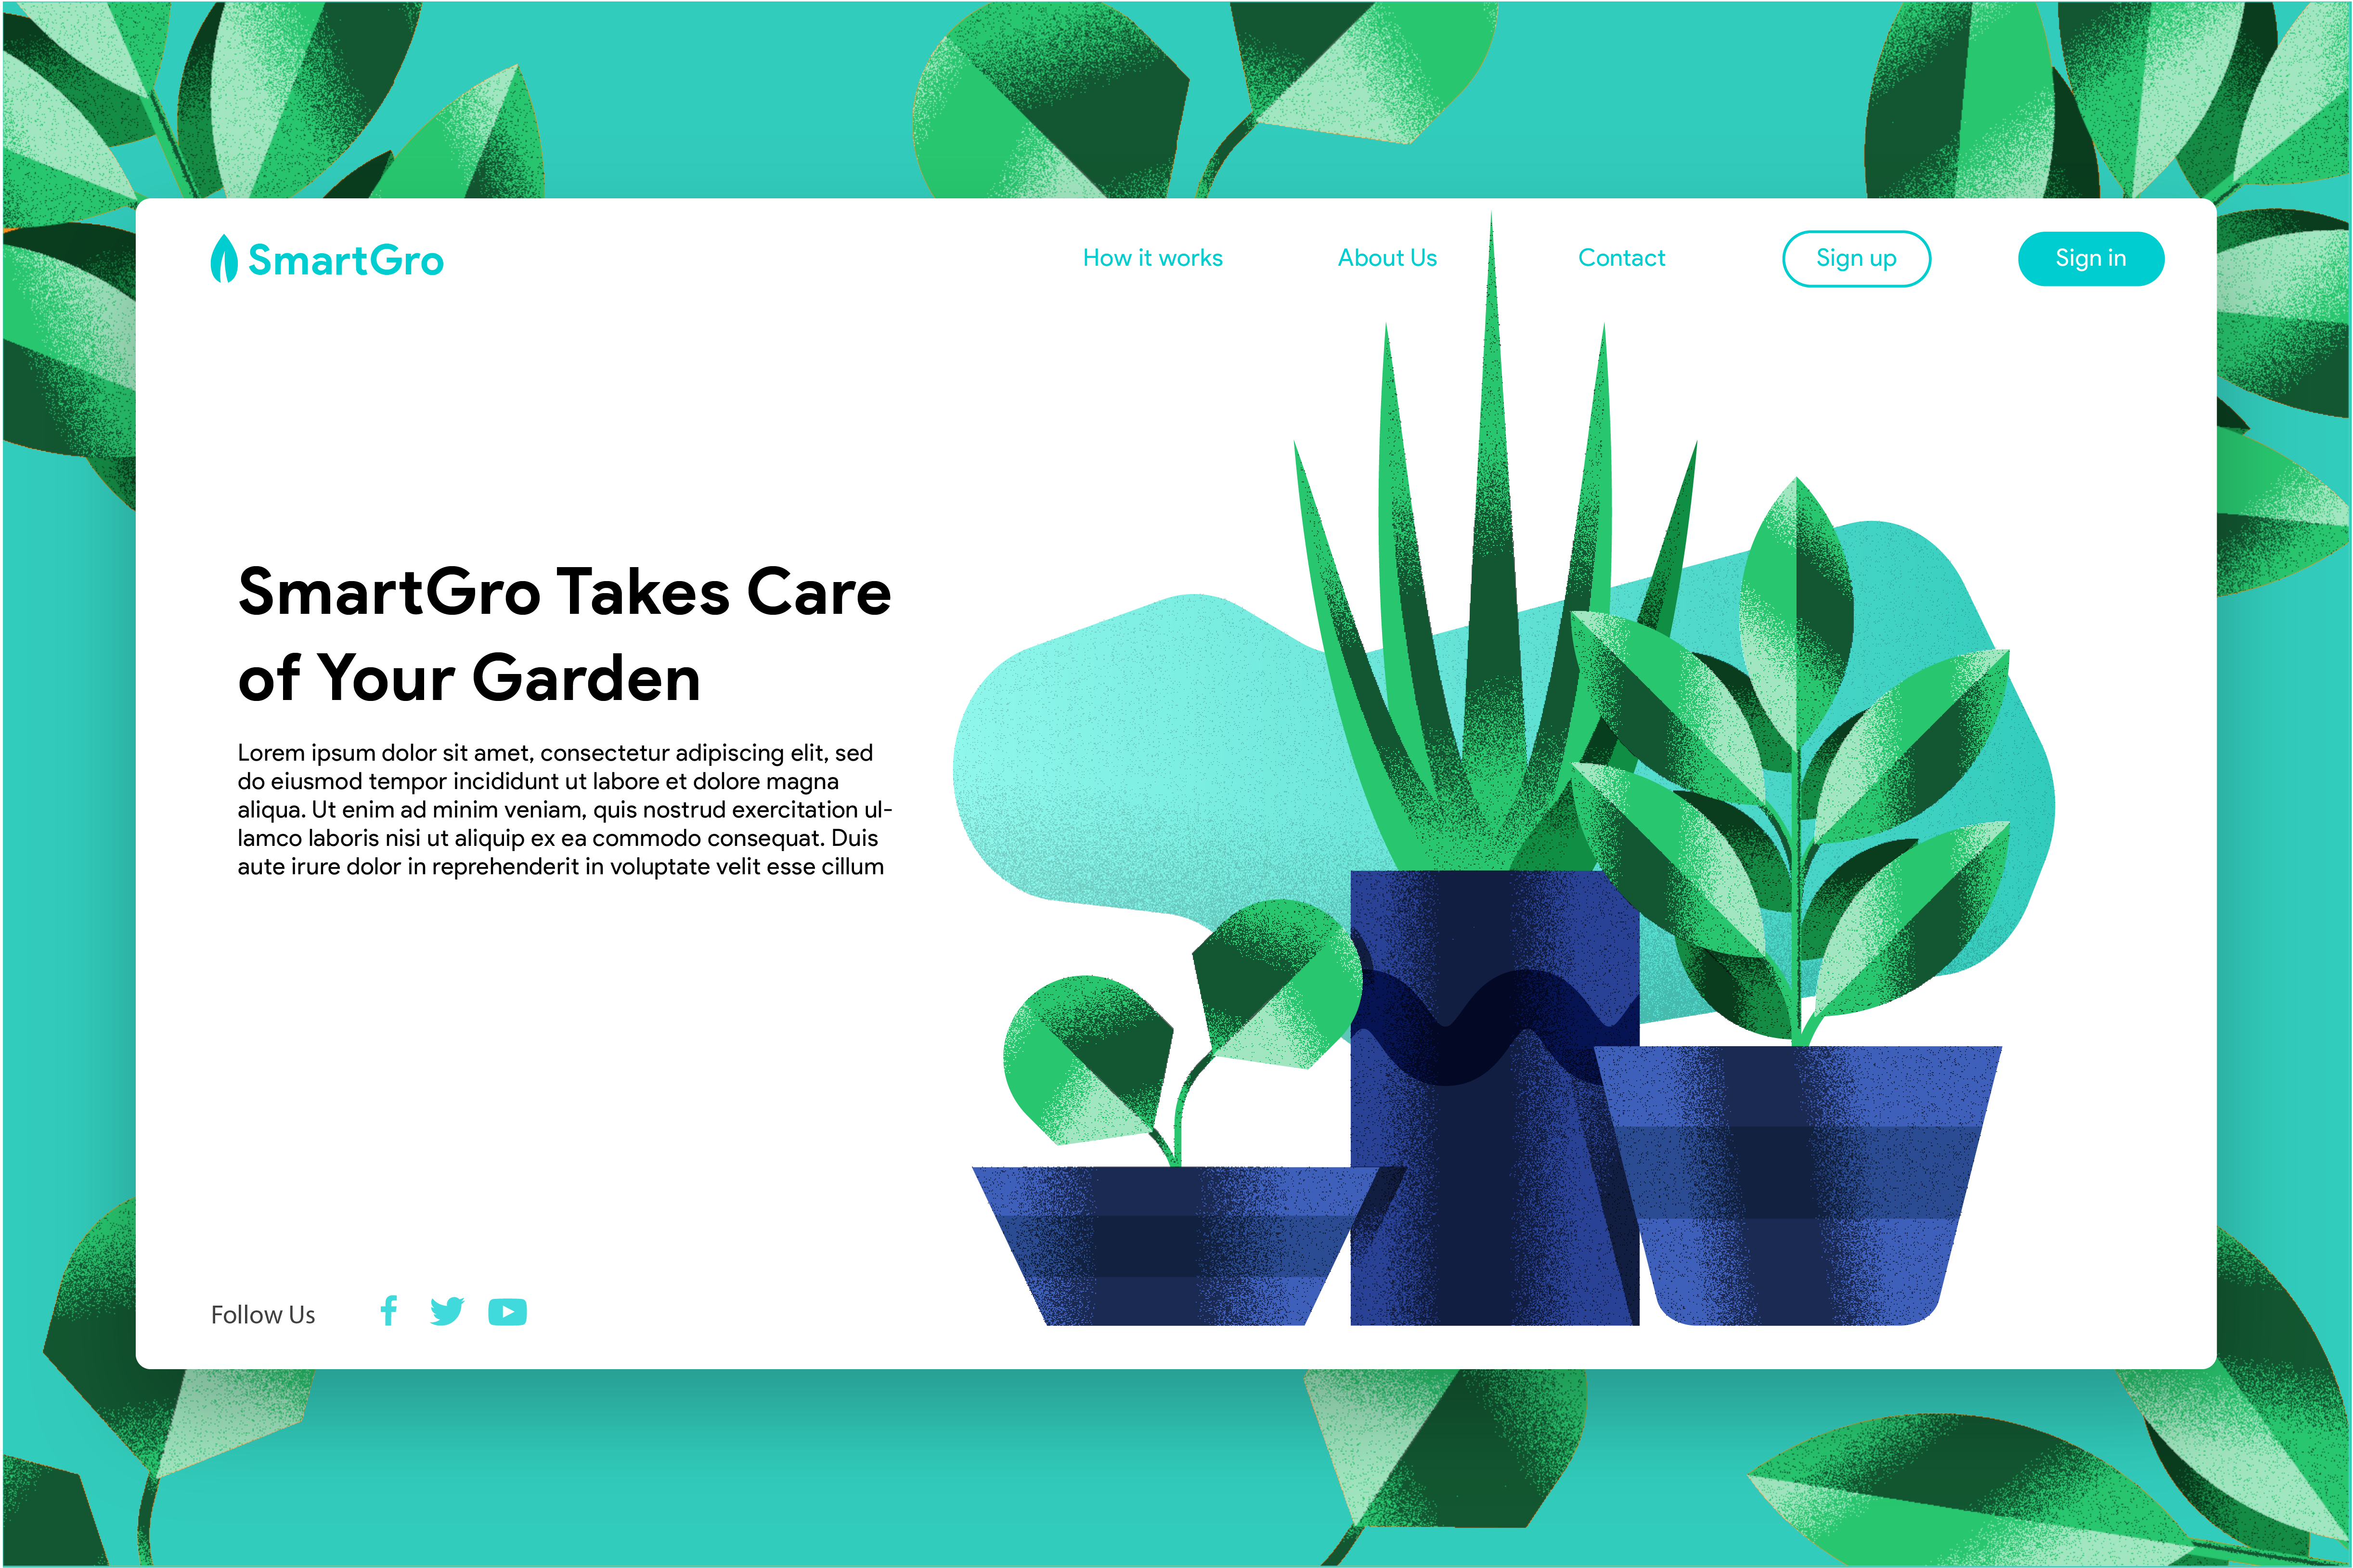 SmartGro
How it works
About Us
Contact
Sign up
Sign in
SmartGro Takes Care
of Your Garden
Lorem ipsum dolor sit amet, consectetur adipiscing elit, sed
do eiusmod tempor incididunt ut labore et dolore magna
aliqua. Ut enim ad minim veniam, quis nostrud exercitation ul-
lamco laboris nisi ut aliquip ex ea commodo consequat. Duis
aute irure dolor in reprehenderit in voluptate velit esse cillum
Follow Us